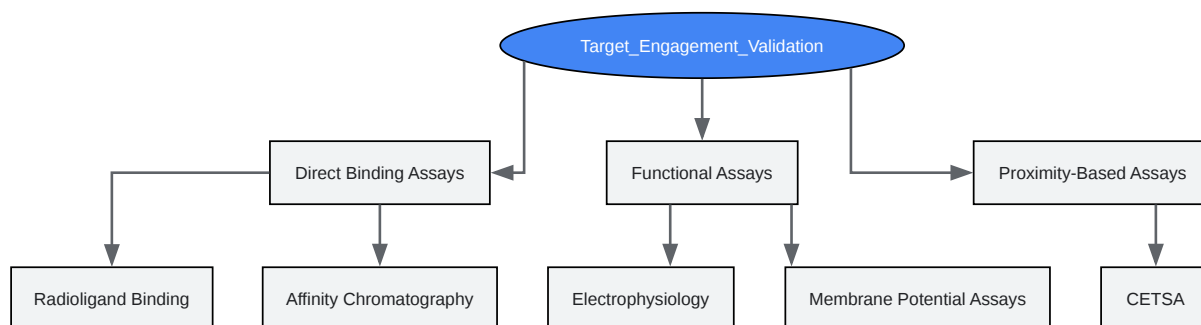 Target_Engagement_Validation
Direct Binding Assays
Functional Assays
Proximity-Based Assays
Radioligand Binding
Affinity Chromatography
Electrophysiology
Membrane Potential Assays
CETSA